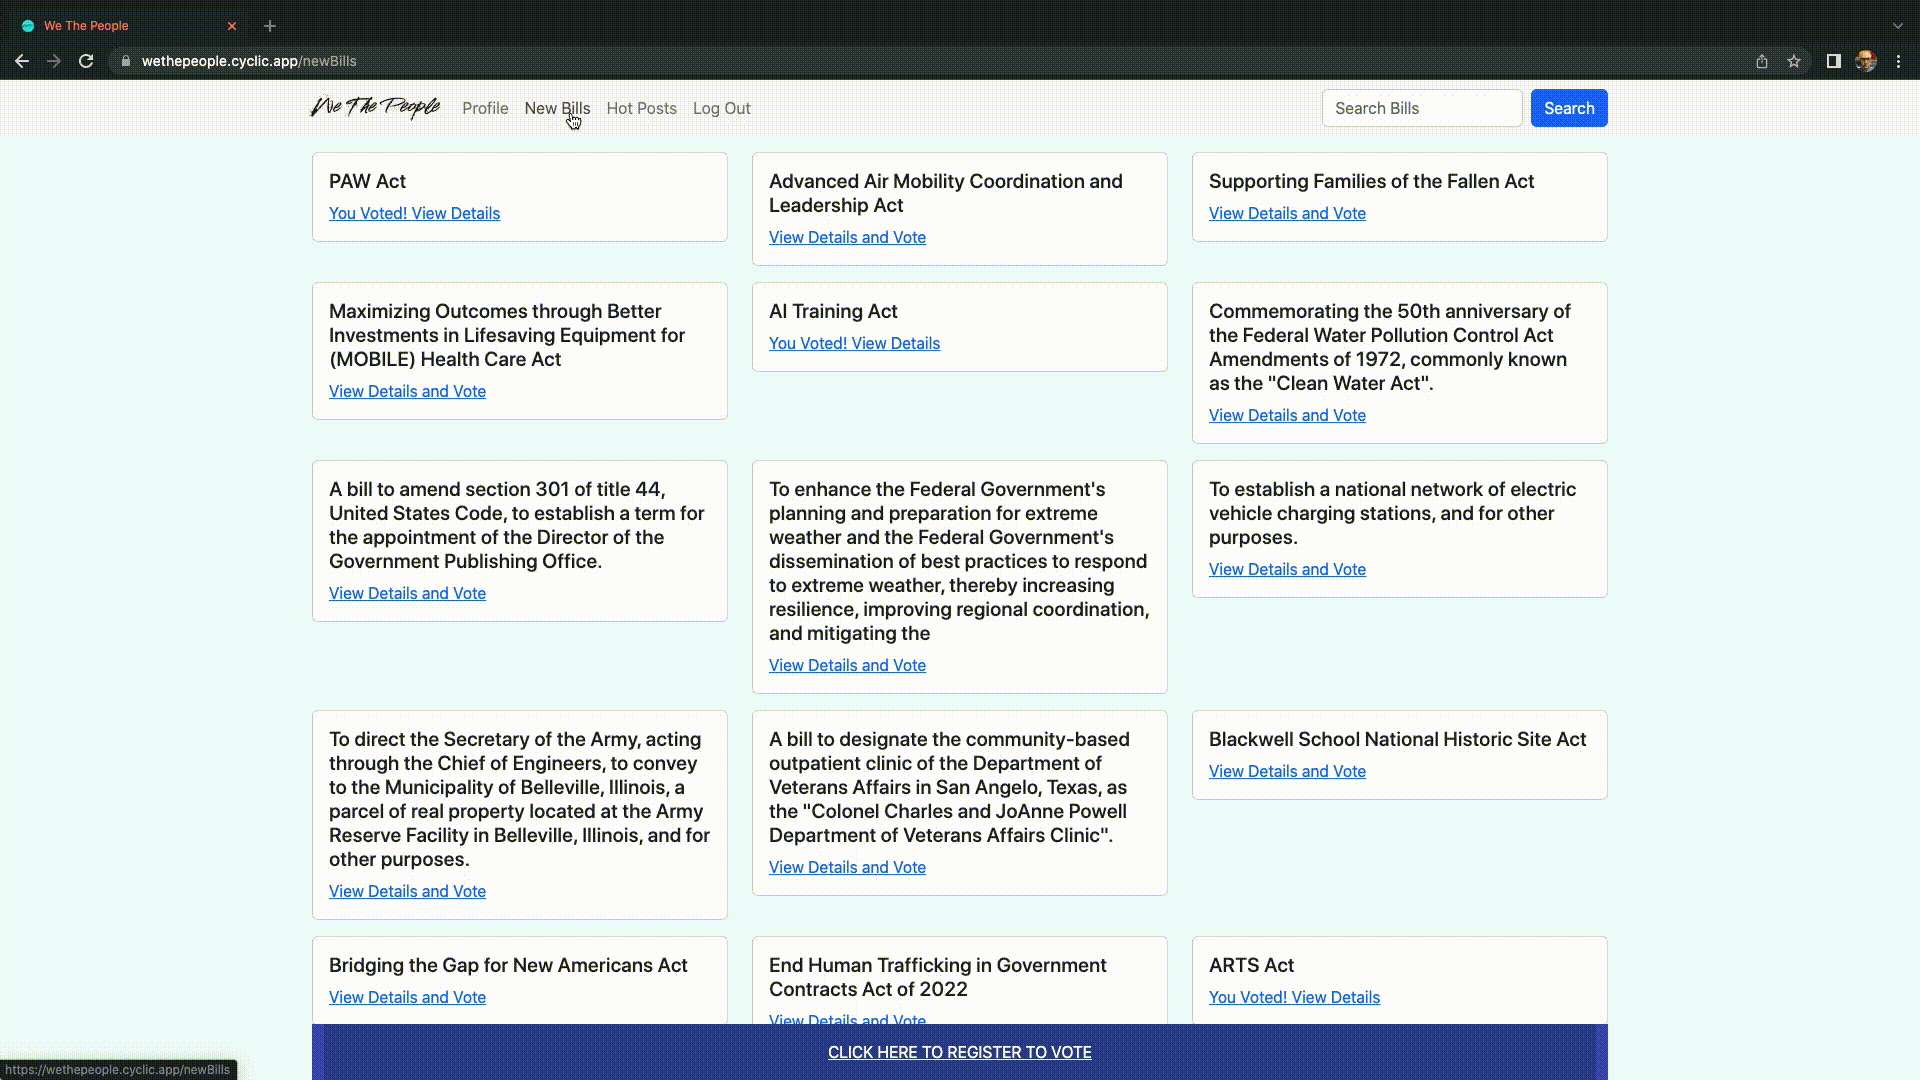 We The People
wethepeople.cyclic.app/newBills
We The People Profile New Bills Hot Posts Log Out Search Bills Search
PAW Act
You Voted! View Details
Advanced Air Mobility Coordination and
Leadership Act
View Details and Vote
Supporting Families of the Fallen Act
View Details and Vote
Maximizing Outcomes through Better
Investments in Lifesaving Equipment for
(MOBILE) Health Care Act
View Details and Vote
AI Training Act
You Voted! View Details
Commemorating the 50th anniversary of
the Federal Water Pollution Control Act
Amendments of 1972, commonly known
as the "Clean Water Act".
View Details and Vote
A bill to amend section 301 of title 44,
United States Code, to establish a term for
the appointment of the Director of the
Government Publishing Office.
View Details and Vote
To enhance the Federal Government's
planning and preparation for extreme
weather and the Federal Government's
dissemination of best practices to respond
to extreme weather, thereby increasing
resilience, improving regional coordination,
and mitigating the
View Details and Vote
To establish a national network of electric
vehicle charging stations, and for other
purposes.
View Details and Vote
To direct the Secretary of the Army, acting
through the Chief of Engineers, to convey
to the Municipality of Belleville, Illinois, a
parcel of real property located at the Army
Reserve Facility in Belleville, Illinois, and for
other purposes.
View Details and Vote
A bill to designate the community-based
outpatient clinic of the Department of
Veterans Affairs in San Angelo, Texas, as
the "Colonel Charles and JoAnne Powell
Department of Veterans Affairs Clinic".
View Details and Vote
Blackwell School National Historic Site Act
View Details and Vote
Bridging the Gap for New Americans Act
View Details and Vote
End Human Trafficking in Government
Contracts Act of 2022
View Details and Vote
ARTS Act
You Voted! View Details
CLICK HERE TO REGISTER TO VOTE
https://wethepeople.cyclic.app/newBills